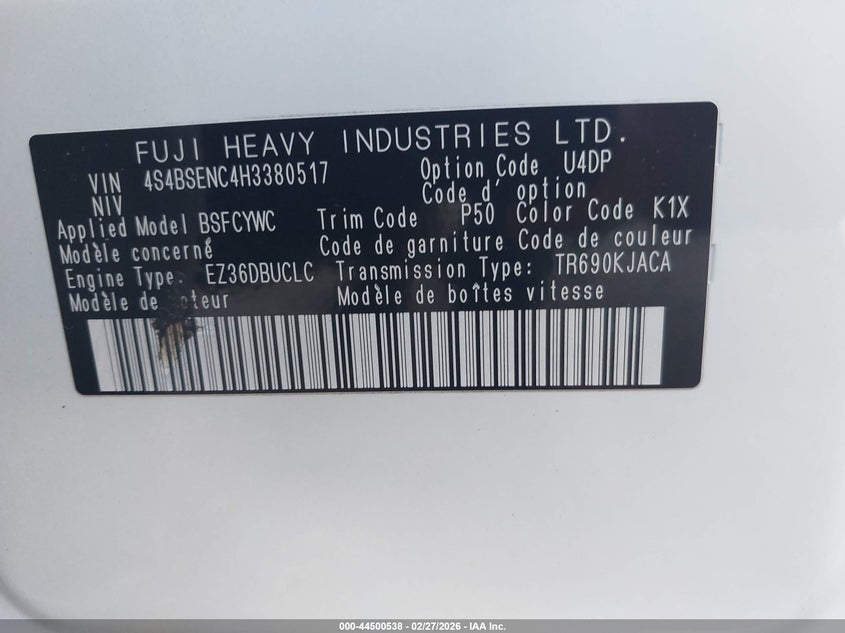 FUJI HEAVY INDUSTRIES LTD.
VIN 4S4BSENC4H3380517 Option Code U4DP
NIV Code d' option
Applied Model BSFCYWC Trim Code P50 Color Code K1X
Modèle concerné Code de garniture Code de couleur
Engine Type: EZ36DBUCLC Transmission Type: TR690KJACA
Modèle de Modèle de boîtes vitesse
000-44500538 - 02/27/2026 - IAA Inc.